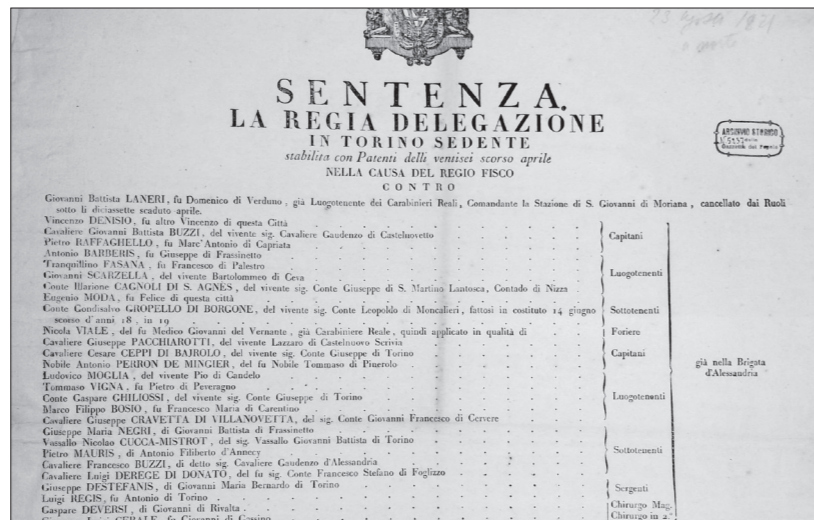 23 Agosto 1821
SENTENZA.
LA REGIA DELEGAZIONE
IN TORINO SEDENTE
stabilita con Patenti delli ventisei scorso aprile
NELLA CAUSA DEL REGIO FISCO
CONTRO
ARCHIVIO STORICO
Giovanni Battista LANERI, fu Domenico di Verduno, già Luogotenente dei Carabinieri Reali, Comandante la Stazione di S. Giovanni di Moriana, cancellato dai Ruoli
sotto li diciassette scaduto aprile.
Vincenzo DENISIO, fu altro Vincenzo di questa Città
Cavaliere Giovanni Battista BUZZI, del vivente sig. Cavaliere Gaudenzo di Castelnovetto
Pietro RAFFAGHELLO, fu Marc'Antonio di Capriata
Antonio BARBERIS, fu Giuseppe di Frassinetto
Tranquillino FASANA, fu Francesco di Palestro
Giovanni SCARZELLA, del vivente Bartolommeo di Ceva
Conte Illarione CAGNOLI DI S. AGNES, del vivente sig. Conte Giuseppe di S. Martino Lantosca, Contado di Nizza
Eugenio MODA, fu Felice di questa città
Conte Gondisalvo GROPELLO DI BORGONE, del vivente sig. Conte Leopoldo di Moncalieri, fattosi in costituto 14 giugno
scorso d'anni 18, in 19
Nicola VIALE, del fu Medico Giovanni del Vernante, già Carabiniere Reale, quindi applicato in qualità di
Cavaliere Giuseppe PACCHIAROTTI, del vivente Lazzaro di Castelnuovo Scrivia
Cavaliere Cesare CEPPI DI BAJROLO, del vivente sig. Conte Giuseppe di Torino
Nobile Antonio PERRON DE MINGIER, del fu Nobile Tommaso di Pinerolo
Ludovico MOGLIA, del vivente Pio di Candelo
Tommaso VIGNA, fu Pietro di Peveragno
Conte Gaspare GHILIOSSI, del vivente sig. Conte Giuseppe di Torino
Marco Filippo BOSIO, fu Francesco Maria di Carentino
Cavaliere Giuseppe CRAVETTA DI VILLANOVETTA, del sig. Conte Giovanni Francesco di Cervere
Giuseppe Maria NEGRI, di Giovanni Battista di Frassinetto
Vassallo Nicolao CUCCA-MISTROT, del sig. Vassallo Giovanni Battista di Torino
Pietro MAURIS, di Antonio Filiberto d'Annecy
Cavaliere Francesco BUZZI, di detto sig. Cavaliere Gaudenzo d'Alessandria
Cavaliere Luigi DEREGE DI DONATO, del fu sig. Conte Francesco Stefano di Foglizzo
Giuseppe DESTEFANIS, di Giovanni Maria Bernardo di Torino
Luigi REGIS, fu Antonio di Torino
Gaspare DEVERSI, di Giovanni di Rivalta
Capitani
Luogotenenti
Sottotenenti
Foriere
Capitani
Luogotenenti
Sottotenenti
Sergenti
Chirurgo Mag.
Chirurgo in 2.°
già nella Brigata
d'Alessandria